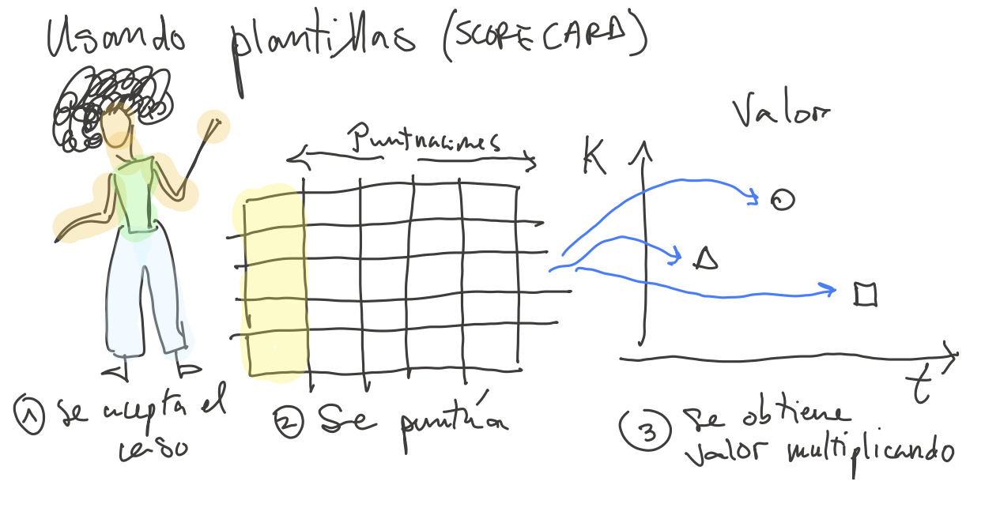 Usando plantillas (SCORECARD)
Puntuaciones
Valor
K
t
1 Se acepta el
caso
2 Se puntúa
3 Se obtiene
valor multiplicando